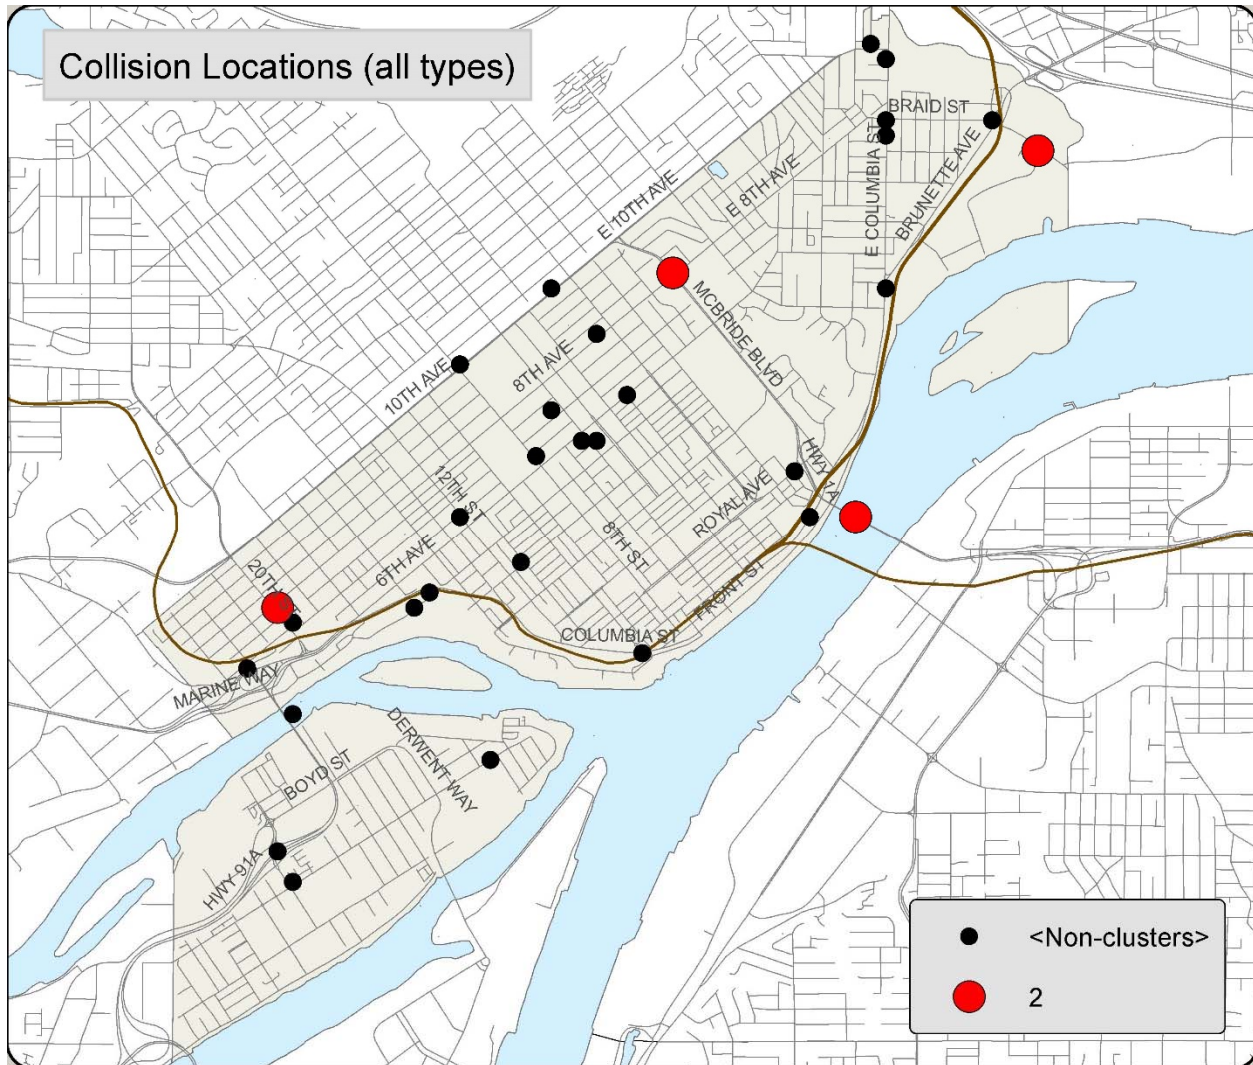 Collision Locations (all types)
BRAID ST
E COLUMBIA ST
BRUNETTE AVE
E 8TH AVE
E 10TH AVE
MCBRIDE BLVD
8TH AVE
10TH AVE
HWY 1A
12TH ST
ROYAL AVE
8TH ST
6TH AVE
20TH ST
FRONT ST
COLUMBIA ST
MARINE WAY
DERWENT WAY
BOYD ST
HWY 91A
<Non-clusters>
2